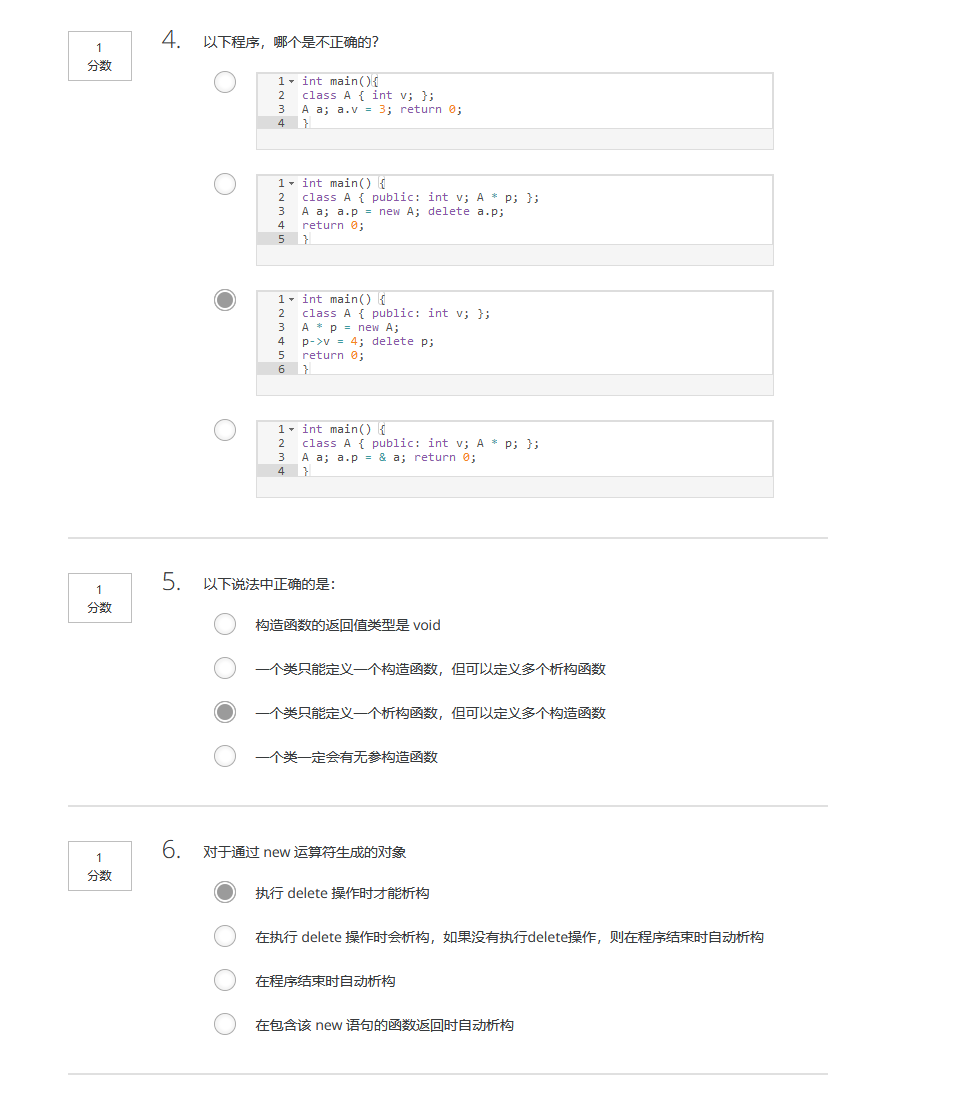 1
分数
4. 以下程序，哪个是不正确的？
1 int main(){
2 class A { int v; };
3 A a; a.v = 3; return 0;
4 }
1 int main() {
2 class A { public: int v; A * p; };
3 A a; a.p = new A; delete a.p;
4 return 0;
5 }
1 int main() {
2 class A { public: int v; };
3 A * p = new A;
4 p->v = 4; delete p;
5 return 0;
6 }
1 int main() {
2 class A { public: int v; A * p; };
3 A a; a.p = & a; return 0;
4 }
1
分数
5. 以下说法中正确的是：
构造函数的返回值类型是 void
一个类只能定义一个构造函数，但可以定义多个析构函数
一个类只能定义一个析构函数，但可以定义多个构造函数
一个类一定会有无参构造函数
1
分数
6. 对于通过 new 运算符生成的对象
执行 delete 操作时才能析构
在执行 delete 操作时会析构，如果没有执行delete操作，则在程序结束时自动析构
在程序结束时自动析构
在包含该 new 语句的函数返回时自动析构